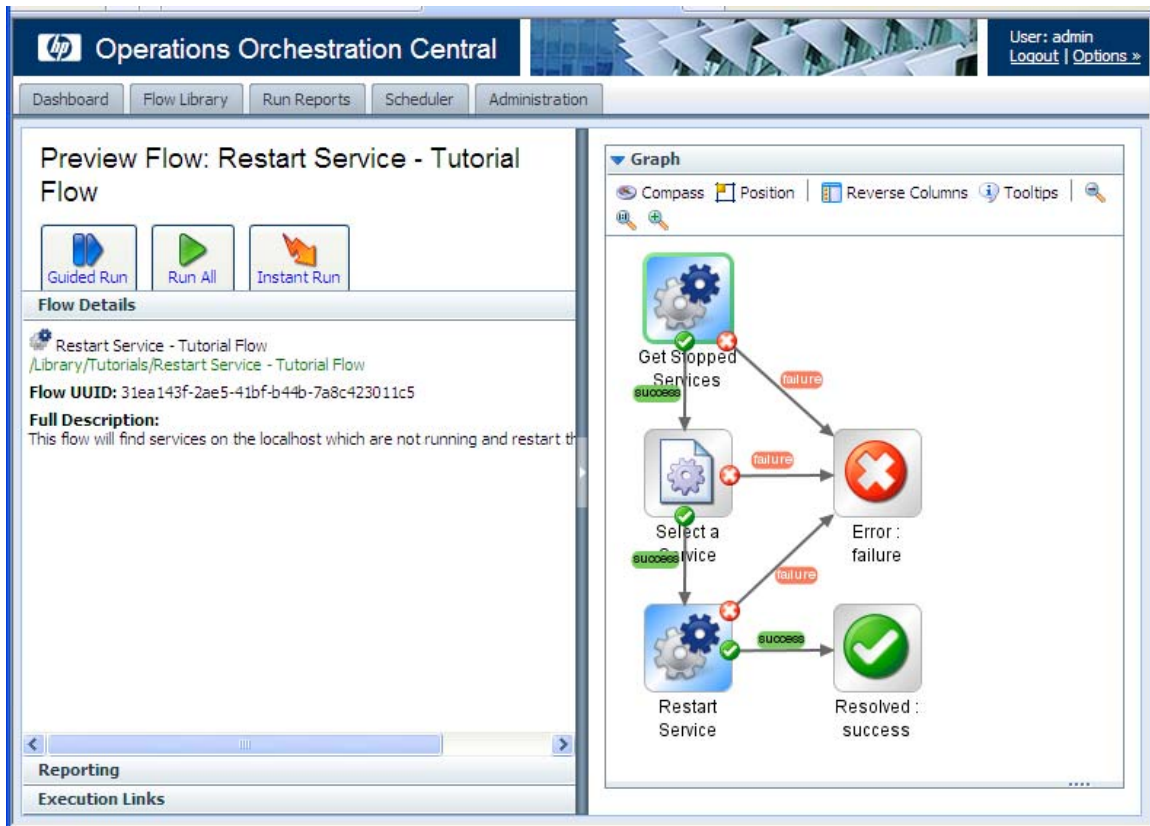 hp Operations Orchestration Central
User: admin
Logout | Options »
Dashboard
Flow Library
Run Reports
Scheduler
Administration
Preview Flow: Restart Service - Tutorial
Flow
Guided Run
Run All
Instant Run
Flow Details
Restart Service - Tutorial Flow
/Library/Tutorials/Restart Service - Tutorial Flow
Flow UUID: 31ea143f-2ae5-41bf-b44b-7a8c423011c5
Full Description:
This flow will find services on the localhost which are not running and restart th
Reporting
Execution Links
Graph
Compass
Position
Reverse Columns
Tooltips
Get Stopped
Services
success
failure
Select a
Service
failure
success
Error :
failure
failure
success
Restart
Service
Resolved :
success